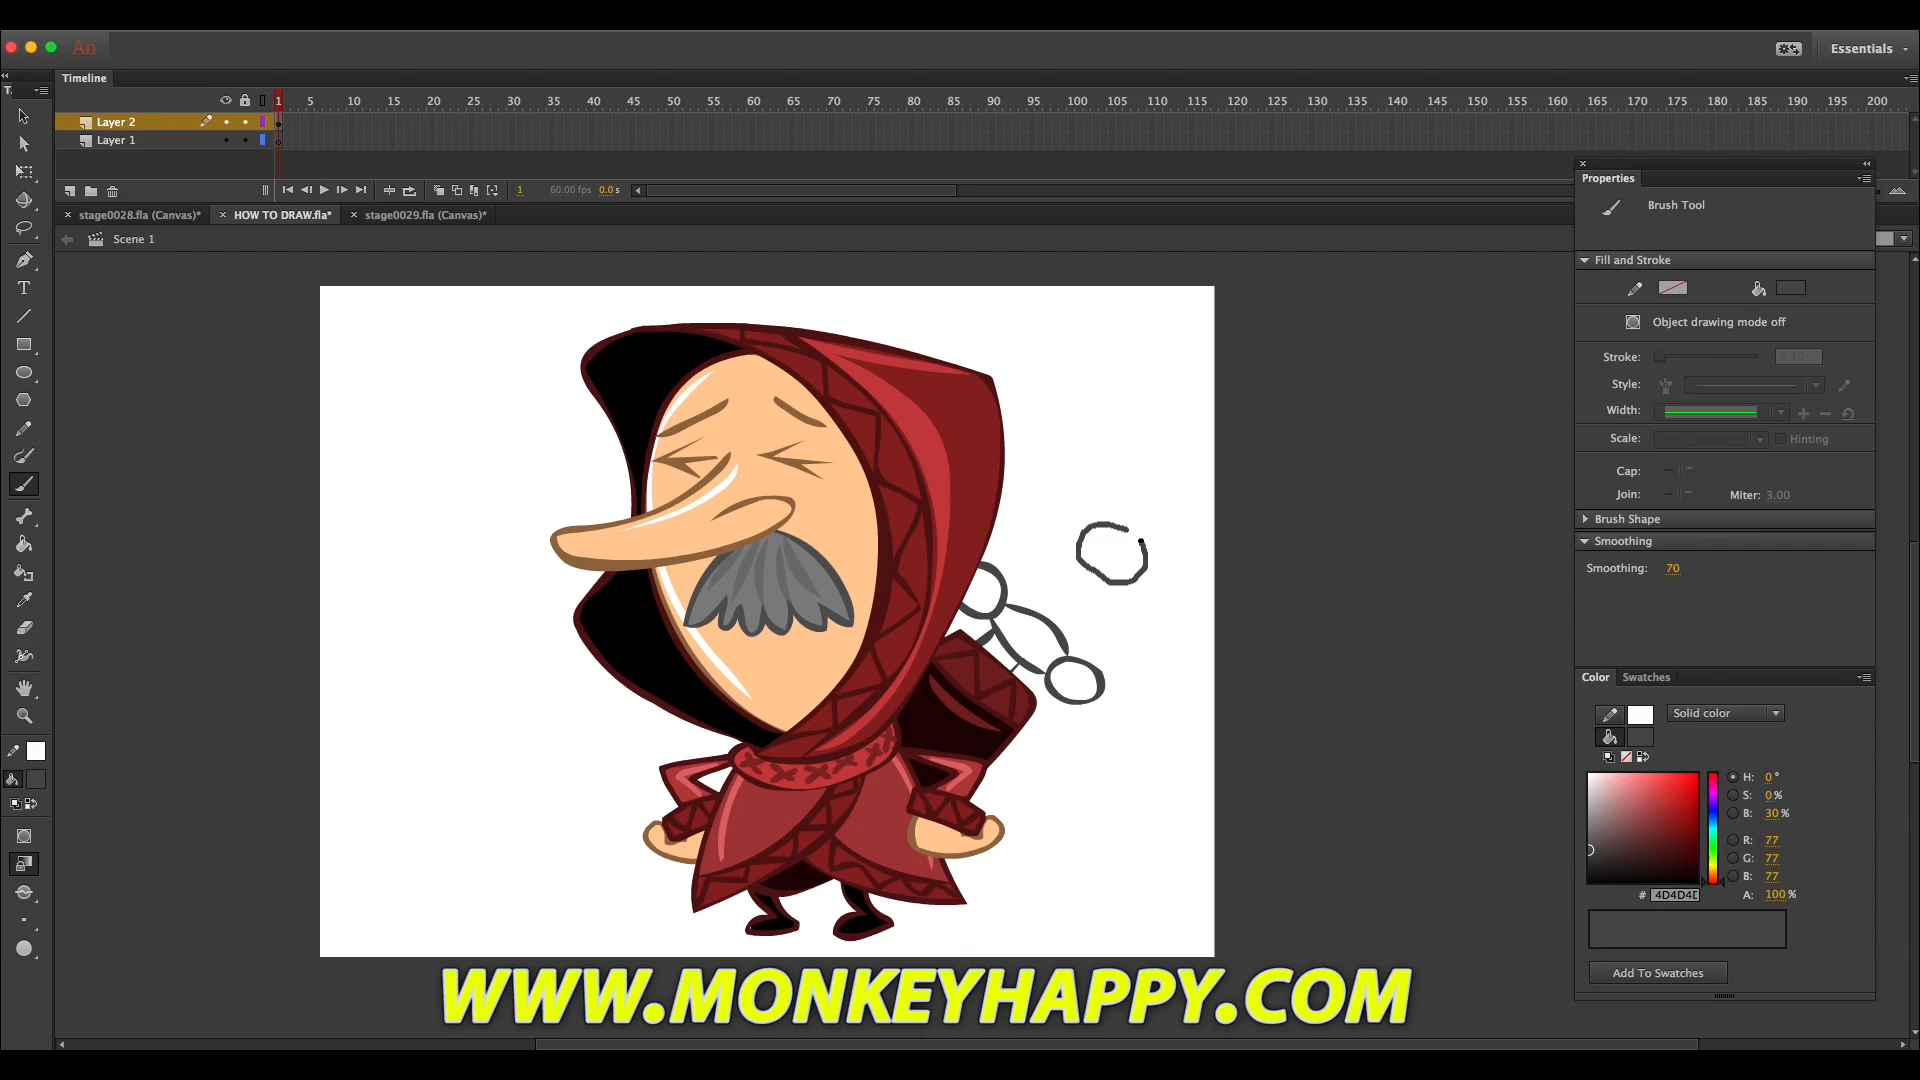 An
Essentials
Timeline
T.
1 5 10 15 20 25 30 35 40 45 50 55 60 65 70 75 80 85 90 95 100 105 110 115 120 125 130 135 140 145 150 155 160 165 170 175 180 185 190 195 200
Layer 2
Layer 1
1 60.00 fps 0.0 s
stage0028.fla (Canvas)*
HOW TO DRAW.fla*
stage0029.fla (Canvas)*
Scene 1
Properties
Brush Tool
Fill and Stroke
Object drawing mode off
Stroke: 0.10
Style:
Width:
Scale: Hinting
Cap:
Join: Miter: 3.00
Brush Shape
Smoothing
Smoothing: 70
Color Swatches
Solid color
H: 0 °
S: 0 %
B: 30 %
R: 77
G: 77
B: 77
# 4D4D4D A: 100 %
Add To Swatches
WWW.MONKEYHAPPY.COM